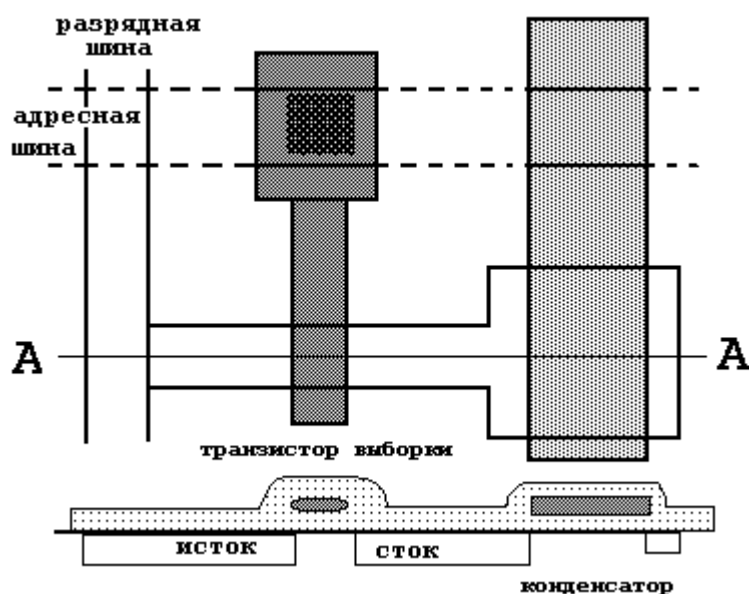 разрядная
шина
адресная
шина
А
А
транзистор выборки
исток
сток
конденсатор